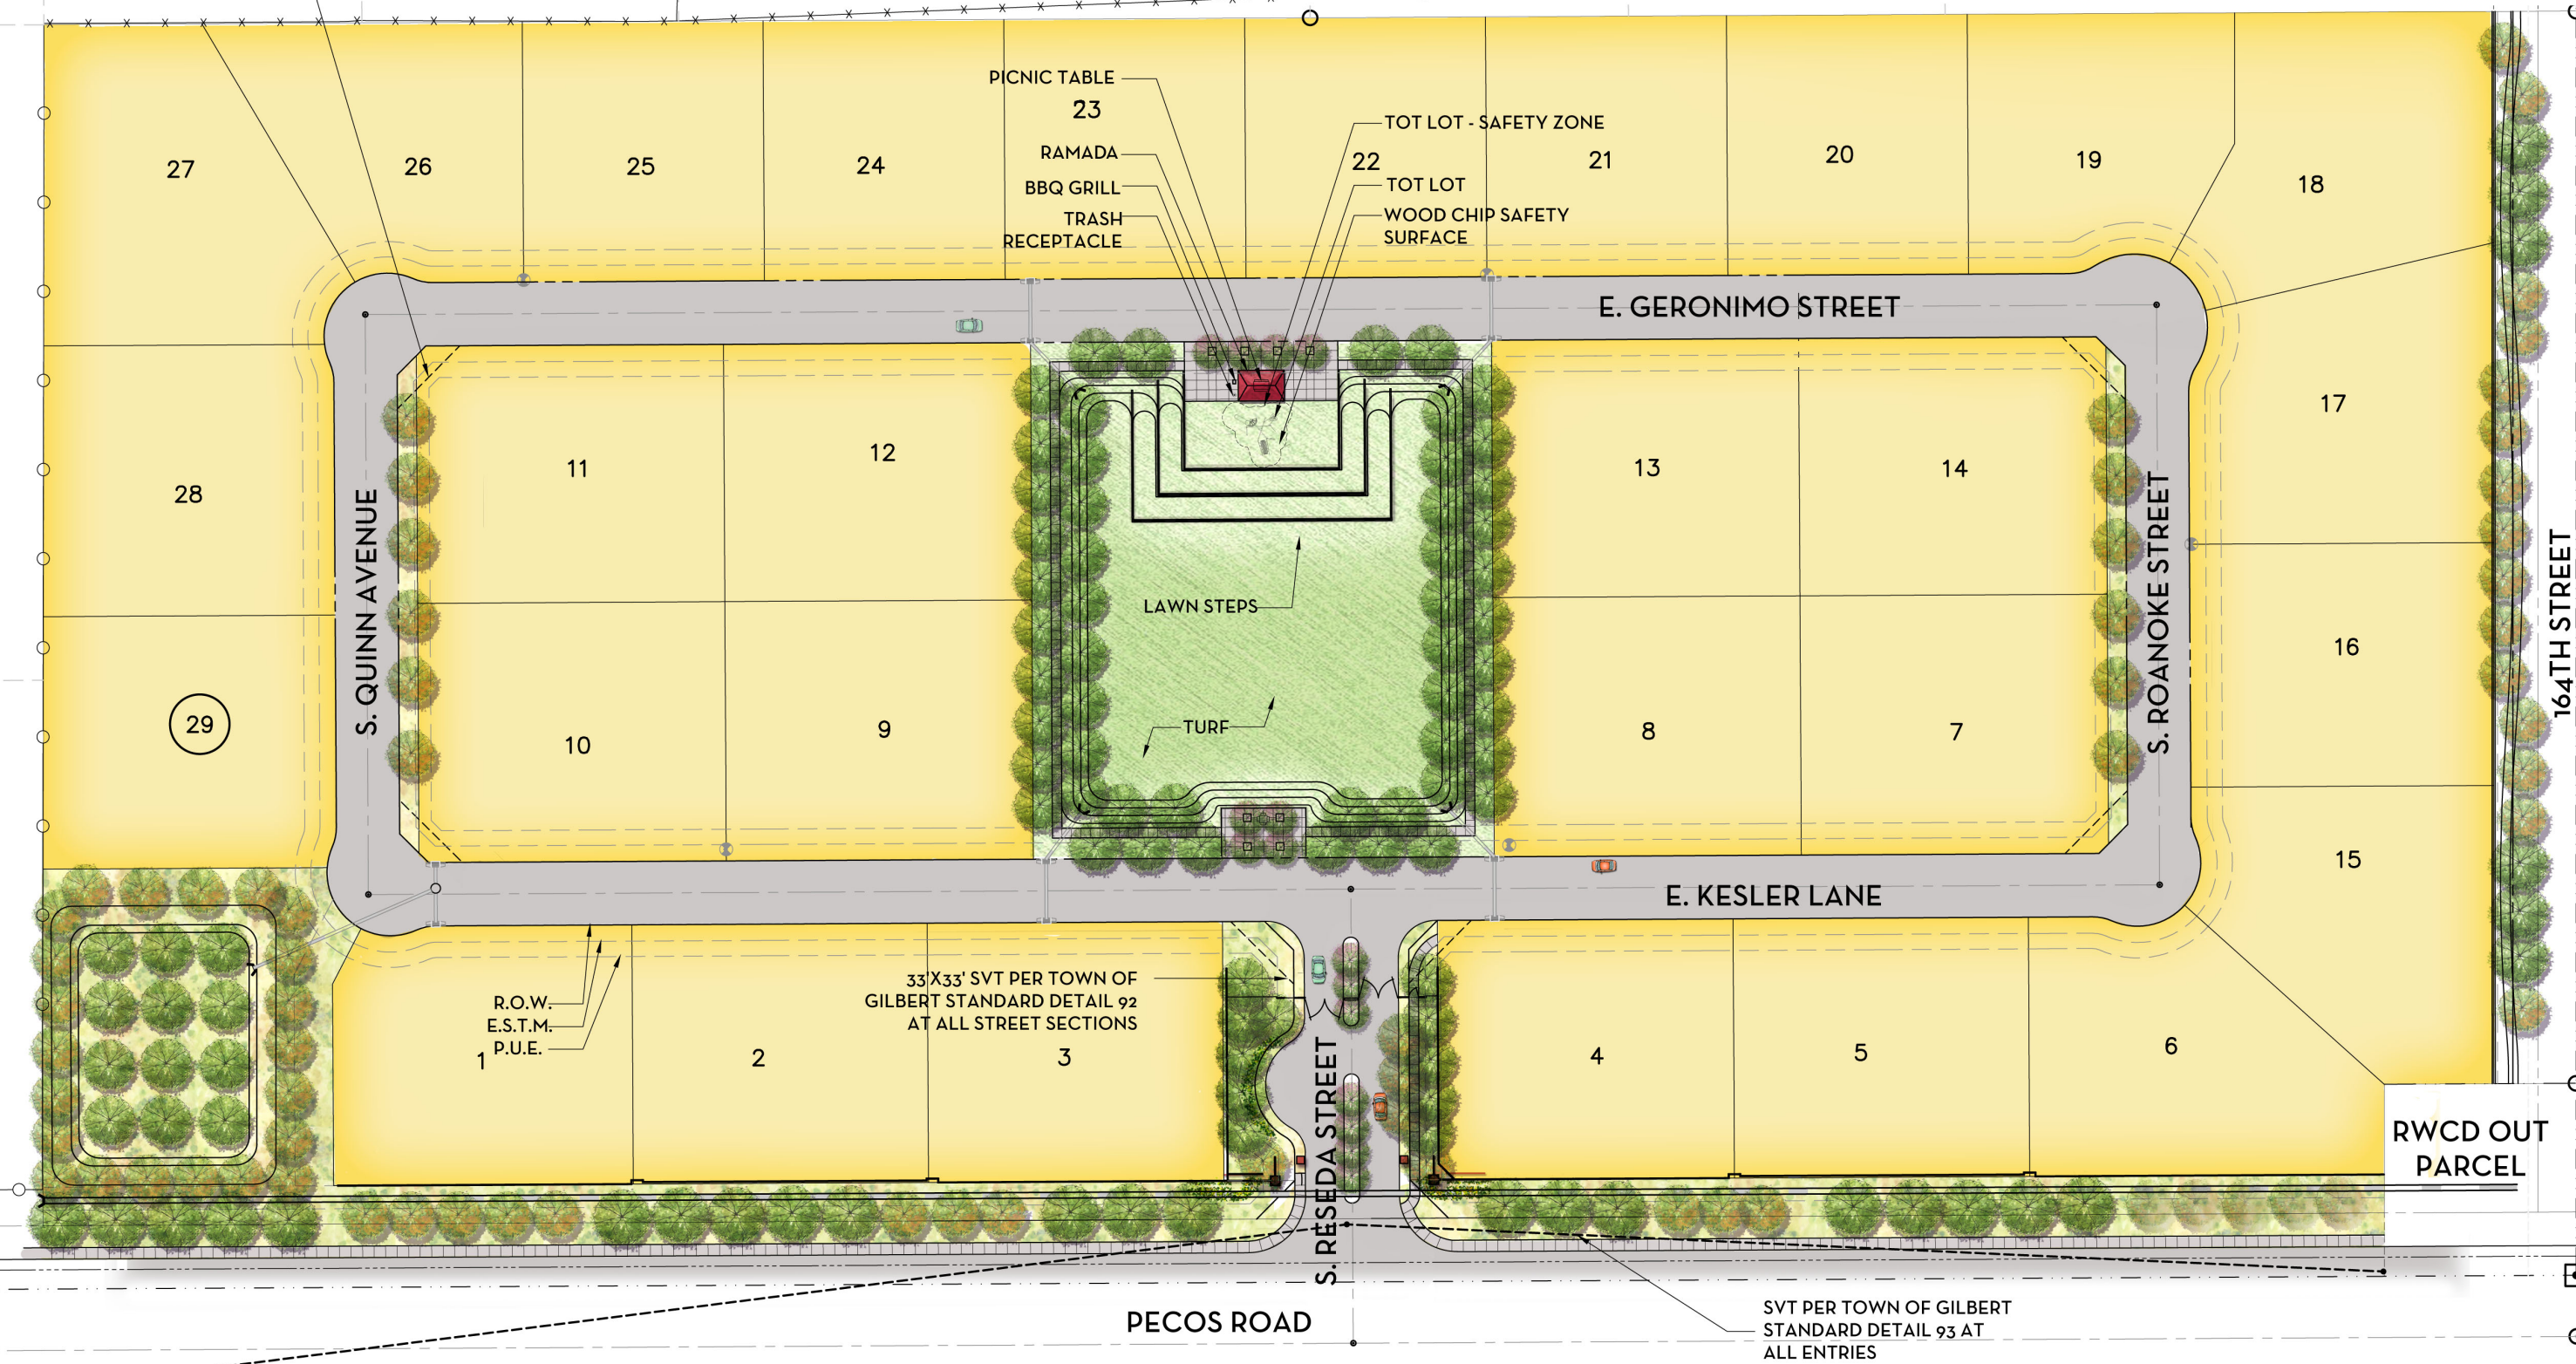 PICNIC TABLE
23
TOT LOT - SAFETY ZONE
RAMADA
22
21
20
19
27
26
25
24
18
BBQ GRILL
TOT LOT
TRASH
RECEPTACLE
WOOD CHIP SAFETY
SURFACE
E. GERONIMO STREET
17
11
12
13
14
28
S. QUINN AVENUE
S. ROANOKE STREET
164TH STREET
LAWN STEPS
16
29
10
9
TURF
8
7
15
E. KESLER LANE
33'X33' SVT PER TOWN OF
GILBERT STANDARD DETAIL 92
AT ALL STREET SECTIONS
R.O.W.
E.S.T.M.
P.U.E.
1
2
3
4
5
6
S. RESEDA STREET
RWCD OUT
PARCEL
PECOS ROAD
SVT PER TOWN OF GILBERT
STANDARD DETAIL 93 AT
ALL ENTRIES